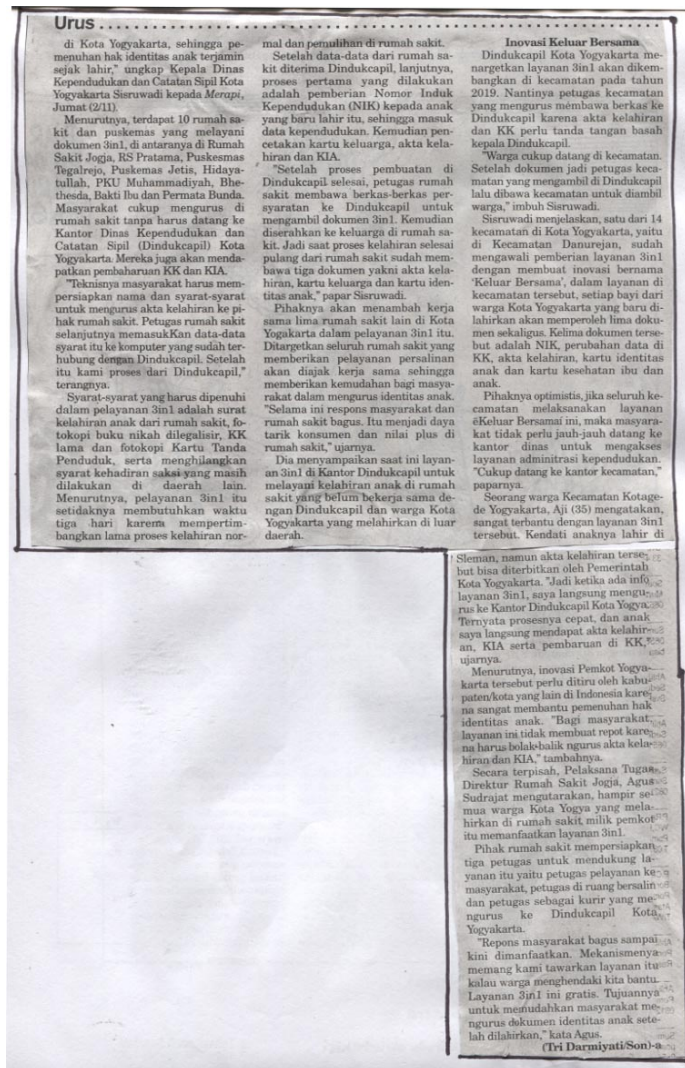 Urus
di Kota Yogyakarta, sehingga pe-
menuhan hak identitas anak terjamin
sejak lahir," ungkap Kepala Dinas
Kependudukan dan Catatan Sipil Kota
Yogyakarta Sisruwadi kepada Merapi,
Jumat (2/11).
Menurutnya, terdapat 10 rumah sa-
kit dan puskemas yang melayani
dokumen 3in1, di antaranya di Rumah
Sakit Jogja, RS Pratama, Puskesmas
Tegalrejo, Puskemas Jetis, Hidaya-
tullah, PKU Muhammadiyah, Bhe-
thesda, Bakti Ibu dan Permata Bunda.
Masyarakat cukup mengurus di
rumah sakit tanpa harus datang ke
Kantor Dinas Kependudukan dan
Catatan Sipil (Dindukcapil) Kota
Yogyakarta. Mereka juga akan menda-
patkan pembaharuan KK dan KIA.
"Teknisnya masyarakat harus mem-
persiapkan nama dan syarat-syarat
untuk mengurus akta kelahiran ke pi-
hak rumah sakit. Petugas rumah sakit
selanjutnya memasukKan data-data
syarat itu ke komputer yang sudah ter-
hubung dengan Dindukcapil. Setelah
itu kami proses dari Dindukcapil,"
terangnya.
Syarat-syarat yang harus dipenuhi
dalam pelayanan 3in1 adalah surat
kelahiran anak dari rumah sakit, fo-
tokopi buku nikah dilegalisir, KK
lama dan fotokopi Kartu Tanda
Penduduk, serta menghilangkan
syarat kehadiran saksi yang masih
dilakukan di daerah lain.
Menurutnya, pelayanan 3in1 itu
setidaknya membutuhkan waktu
tiga hari karena mempertim-
bangkan lama proses kelahiran nor-
mal dan pemulihan di rumah sakit.
Setelah data-data dari rumah sa-
kit diterima Dindukcapil, lanjutnya,
proses pertama yang dilakukan
adalah pemberian Nomor Induk
Kependudukan (NIK) kepada anak
yang baru lahir itu, sehingga masuk
data kependudukan. Kemudian pen-
cetakan kartu keluarga, akta kela-
hiran dan KIA.
"Setelah proses pembuatan di
Dindukcapil selesai, petugas rumah
sakit membawa berkas-berkas per-
syaratan ke Dindukcapil untuk
mengambil dokumen 3in1. Kemudian
diserahkan ke keluarga di rumah sa-
kit. Jadi saat proses kelahiran selesai
pulang dari rumah sakit sudah mem-
bawa tiga dokumen yakni akta kela-
hiran, kartu keluarga dan kartu iden-
titas anak," papar Sisruwadi.
Pihaknya akan menambah kerja
sama lima rumah sakit lain di Kota
Yogakarta dalam pelayanan 3in1 itu.
Ditargetkan seluruh rumah sakit yang
memberikan pelayanan persalinan
akan diajak kerja sama sehingga
memberikan kemudahan bagi masya-
rakat dalam mengurus identitas anak.
"Selama ini respons masyarakat dan
rumah sakit bagus. Itu menjadi daya
tarik konsumen dan nilai plus di
rumah sakit," ujarnya.
Dia menyampaikan saat ini layan-
an 3in1 di Kantor Dindukcapil untuk
melayani kelahiran anak di rumah
sakit yang belum bekerja sama de-
ngan Dindukcapil dan warga Kota
Yogyakarta yang melahirkan di luar
daerah.
Inovasi Keluar Bersama
Dindukcapil Kota Yogyakarta me-
nargetkan layanan 3in1 akan dikem-
bangkan di kecamatan pada tahun
2019. Nantinya petugas kecamatan
yang mengurus membawa berkas ke
Dindukcapil karena akta kelahiran
dan KK perlu tanda tangan basah
kepala Dindukcapil.
"Warga cukup datang di kecamatan.
Setelah dokumen jadi petugas keca-
matan yang mengambil di Dindukcapil
lalu dibawa kecamatan untuk diambil
warga," imbuh Sisruwadi.
Sisruwadi menjelaskan, satu dari 14
kecamatan di Kota Yogyakarta, yaitu
di Kecamatan Danurejan, sudah
mengawali pemberian layanan 3in1
dengan membuat inovasi bernama
'Keluar Bersama', dalam layanan di
kecamatan tersebut, setiap bayi dari
warga Kota Yogyakarta yang baru di-
lahirkan akan memperoleh lima doku-
men sekaligus. Kelima dokumen terse-
but adalah NIK, perubahan data di
KK, akta kelahiran, kartu identitas
anak dan kartu kesehatan ibu dan
anak.
Pihaknya optimistis, jika seluruh ke-
camatan melaksanakan layanan
ëKeluar Bersamaí ini, maka masyara-
kat tidak perlu jauh-jauh datang ke
kantor dinas untuk mengakses
layanan adminitrasi kependudukan.
"Cukup datang ke kantor kecamatan,"
paparnya.
Seorang warga Kecamatan Kotage-
de Yogyakarta, Aji (35) mengatakan,
sangat terbantu dengan layanan 3in1
tersebut. Kendati anaknya lahir di
Sleman, namun akta kelahiran terse-
but bisa diterbitkan oleh Pemerintah
Kota Yogyakarta. "Jadi ketika ada info
layanan 3in1, saya langsung mengu-
rus ke Kantor Dindukcapil Kota Yogya.
Ternyata prosesnya cepat, dan anak
saya langsung mendapat akta kelahir-
an, KIA serta pembaruan di KK,"
ujarnya.
Menurutnya, inovasi Pemkot Yogya-
karta tersebut perlu ditiru oleh kabu-
paten/kota yang lain di Indonesia kare-
na sangat membantu pemenuhan hak
identitas anak. "Bagi masyarakat,
layanan ini tidak membuat repot kare-
na harus bolak-balik ngurus akta kela-
hiran dan KIA," tambahnya.
Secara terpisah, Pelaksana Tugas
Direktur Rumah Sakit Jogja, Agus
Sudrajat mengutarakan, hampir se-
mua warga Kota Yogya yang mela-
hirkan di rumah sakit milik pemkot
itu memanfaatkan layanan 3in1.
Pihak rumah sakit mempersiapkan
tiga petugas untuk mendukung la-
yanan itu yaitu petugas pelayanan ke
masyarakat, petugas di ruang bersalin
dan petugas sebagai kurir yang me-
ngurus ke Dindukcapil Kota
Yogyakarta.
"Repons masyarakat bagus sampai
kini dimanfaatkan. Mekanismenya
memang kami tawarkan layanan itu
kalau warga menghendaki kita bantu.
Layanan 3in1 ini gratis. Tujuannya
untuk memudahkan masyarakat me-
ngurus dokumen identitas anak sete-
lah dilahirkan," kata Agus.
(Tri Darmiyati/Son)-a